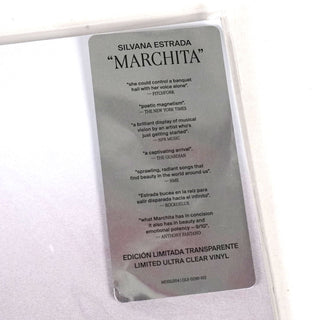 SILVANA ESTRADA
“MARCHITA”
“she could control a banquet
hall with her voice alone”.
— PITCHFORK
“poetic magnetism”.
— THE NEW YORK TIMES
“a brilliant display of musical
vision by an artist who's
just getting started”.
— NPR MUSIC
“a captivating arrival”.
— THE GUARDIAN
“sprawling, radiant songs that
find beauty in the world around us”.
— NME
“Estrada bucea en la raíz para
salir disparada hacia el infinito”.
— ROCKDELUX
“what Marchita has in concision
it also has in beauty and
emotional potency — 9/10”.
— ANTHONY FANTANO
EDICIÓN LIMITADA TRANSPARENTE
LIMITED ULTRA CLEAR VINYL